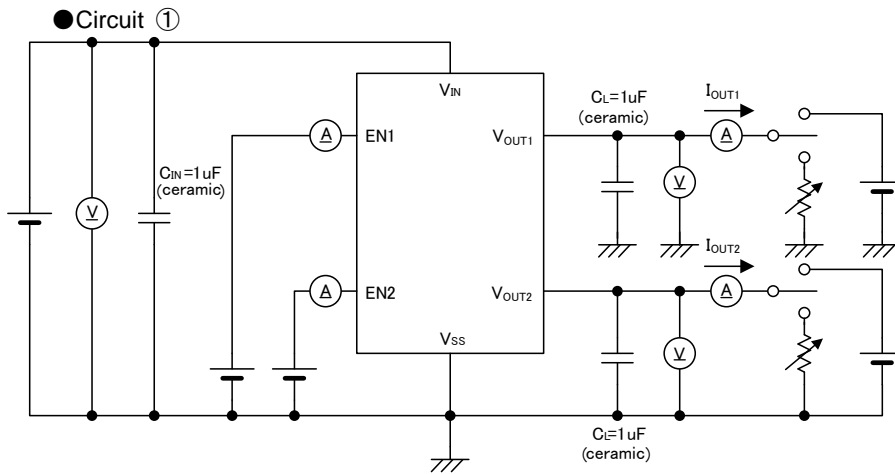 ●Circuit ①
VIN
EN1
EN2
VOUT1
VOUT2
VSS
CIN=1uF
(ceramic)
CL=1uF
(ceramic)
IOUT1
IOUT2
CL=1uF
(ceramic)
A
A
V
V
A
V
A